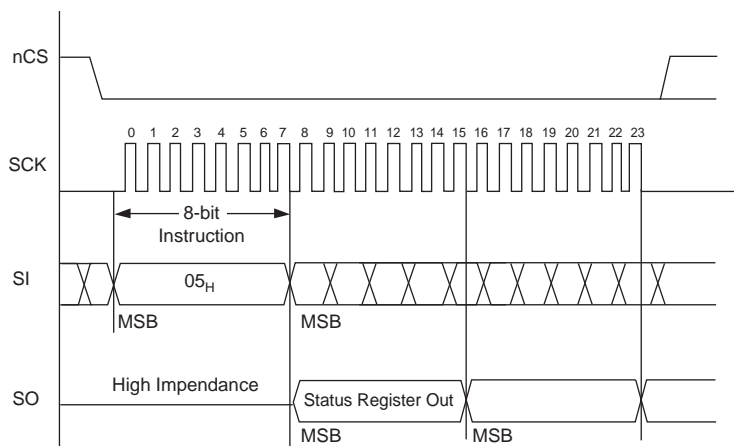 nCS
0 1 2 3 4 5 6 7 8 9 10 11 12 13 14 15 16 17 18 19 20 21 22 23
SCK
8-bit
Instruction
SI
05H
MSB
MSB
High Impendance
SO
Status Register Out
MSB
MSB